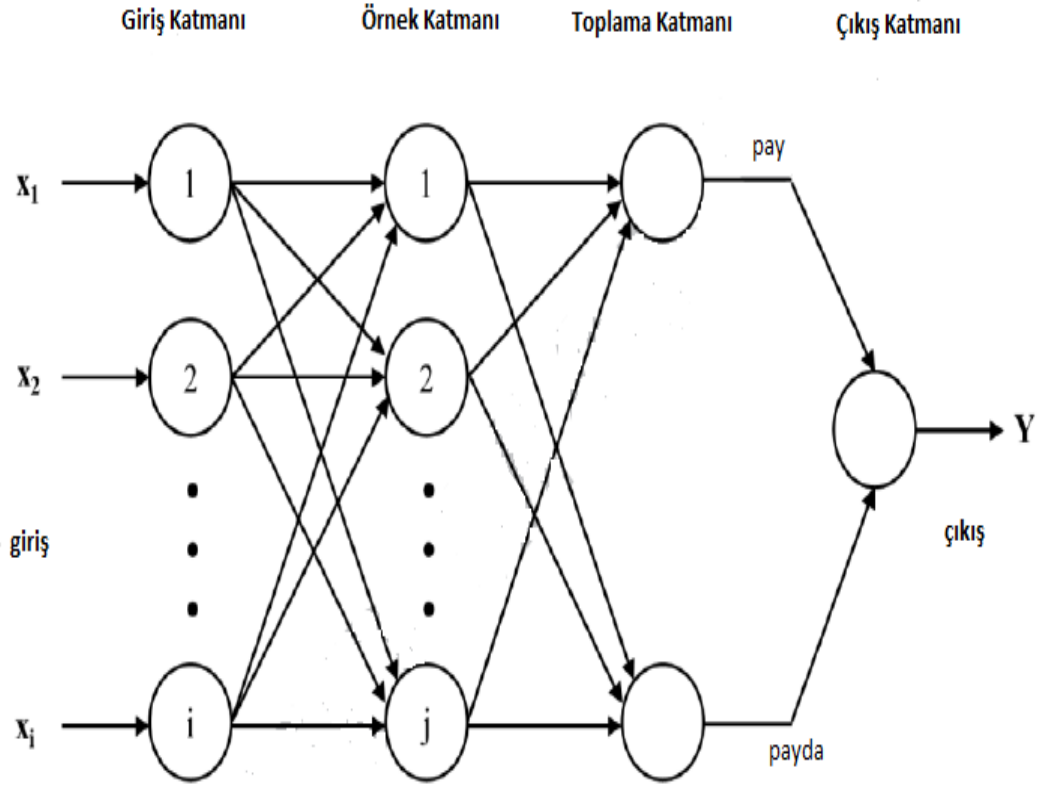 Giriş Katmanı Örnek Katmanı Toplama Katmanı Çıkış Katmanı
pay
x₁ 1 1
x₂ 2 2
Y
giriş çıkış
xᵢ i j
payda